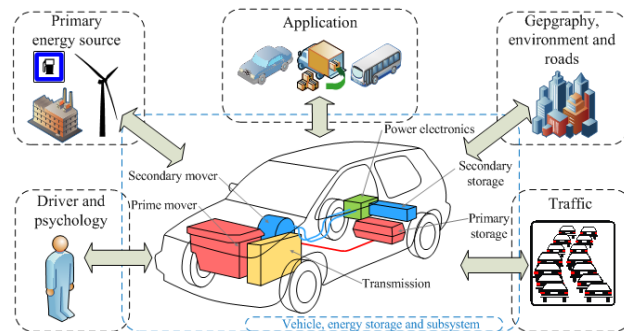 Primary
energy source
Application
Gepgraphy,
environment and
roads
Power electronics
Secondary mover
Secondary
storage
Prime mover
Primary
storage
Driver and
psychology
Traffic
Transmission
Vehicle, energy storage and subsystem